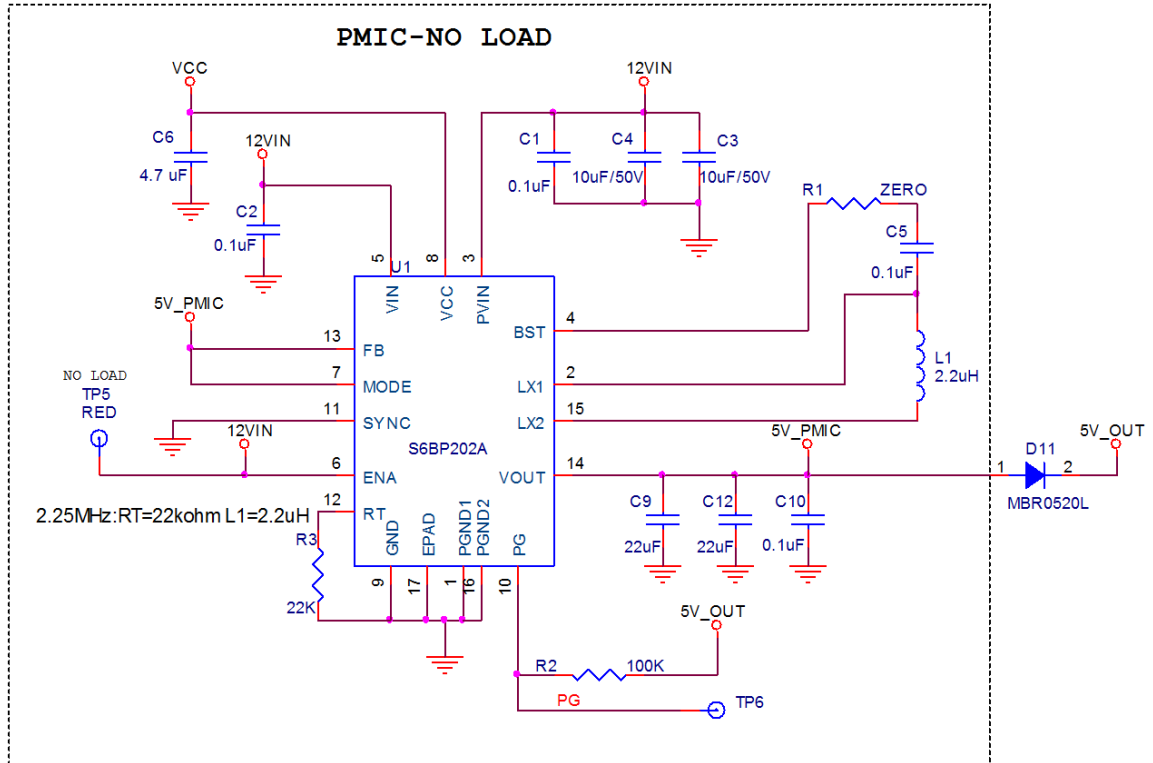 PMIC-NO LOAD
VCC
12VIN
C6
4.7 uF
12VIN
C2
0.1uF
C1
0.1uF
C4
10uF/50V
C3
10uF/50V
R1
ZERO
C5
0.1uF
5
U1
8
3
VIN
VCC
PVIN
5V_PMIC
13
FB
7
MODE
11
SYNC
6
ENA
12
RT
BST
4
LX1
2
LX2
15
VOUT
14
S6BP202A
L1
2.2uH
NO LOAD
TP5
RED
12VIN
5V_PMIC
D11
1
2
MBR0520L
5V_OUT
C9
22uF
C12
22uF
C10
0.1uF
2.25MHz:RT=22kohm L1=2.2uH
R3
22K
GND
EPAD
PGND1
PGND2
PG
9
17
1
16
10
5V_OUT
R2
100K
PG
TP6